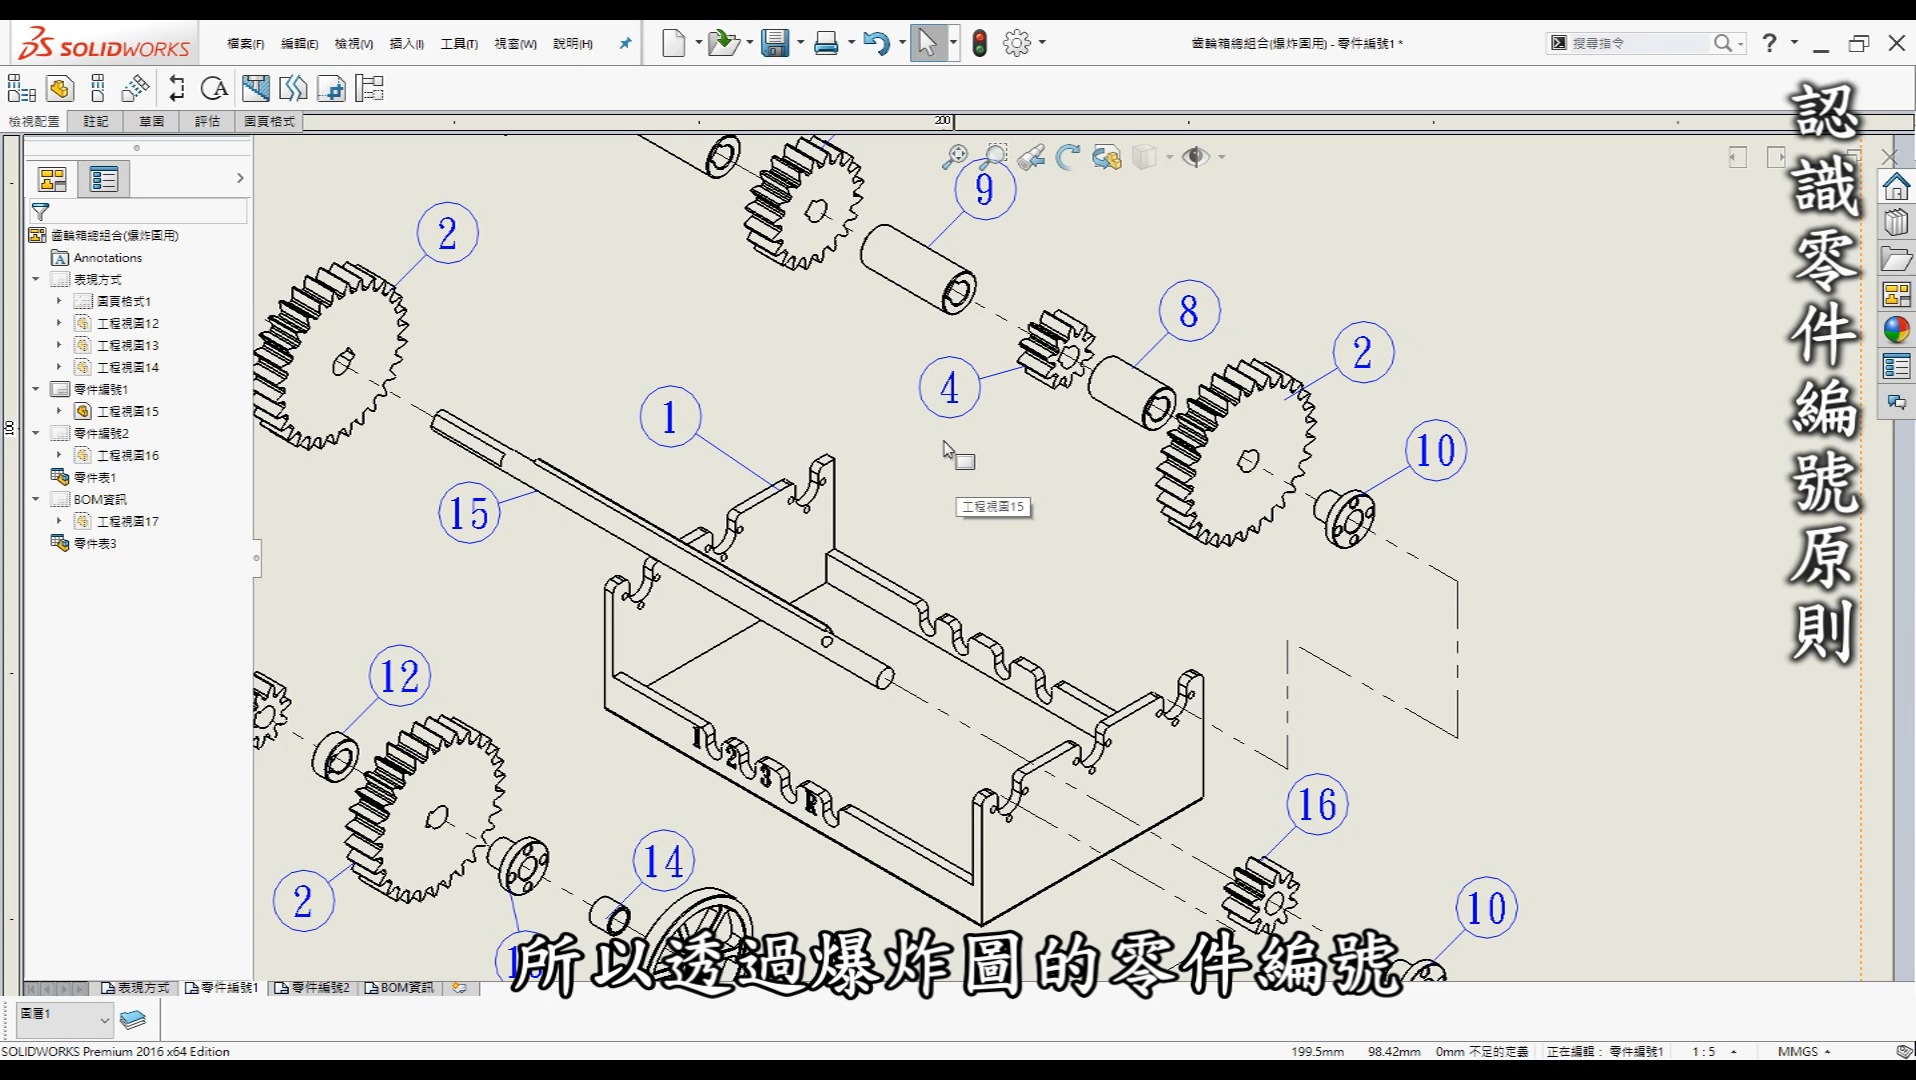 SOLIDWORKS
檔案(F) 編輯(E) 檢視(V) 插入(I) 工具(T) 視窗(W) 說明(H)
齒輪箱總組合(爆炸圖用) - 零件編號1 *
搜尋指令
檢視配置 註記 草圖 評估 圖頁格式
200
100
齒輪箱總組合(爆炸圖用)
Annotations
表現方式
圖頁格式1
工程視圖12
工程視圖13
工程視圖14
零件編號1
工程視圖15
零件編號2
工程視圖16
零件表1
BOM資訊
工程視圖17
零件表3
2
9
8
2
4
1
10
15
工程視圖15
12
1 2 3 R
16
14
2
10
認識零件編號原則
所以透過爆炸圖的零件編號
表現方式 零件編號1 零件編號2 BOM資訊
圖層1
SOLIDWORKS Premium 2016 x64 Edition
199.5mm 98.42mm 0mm 不足的定義 正在編輯： 零件編號1 1 : 5 MMGS